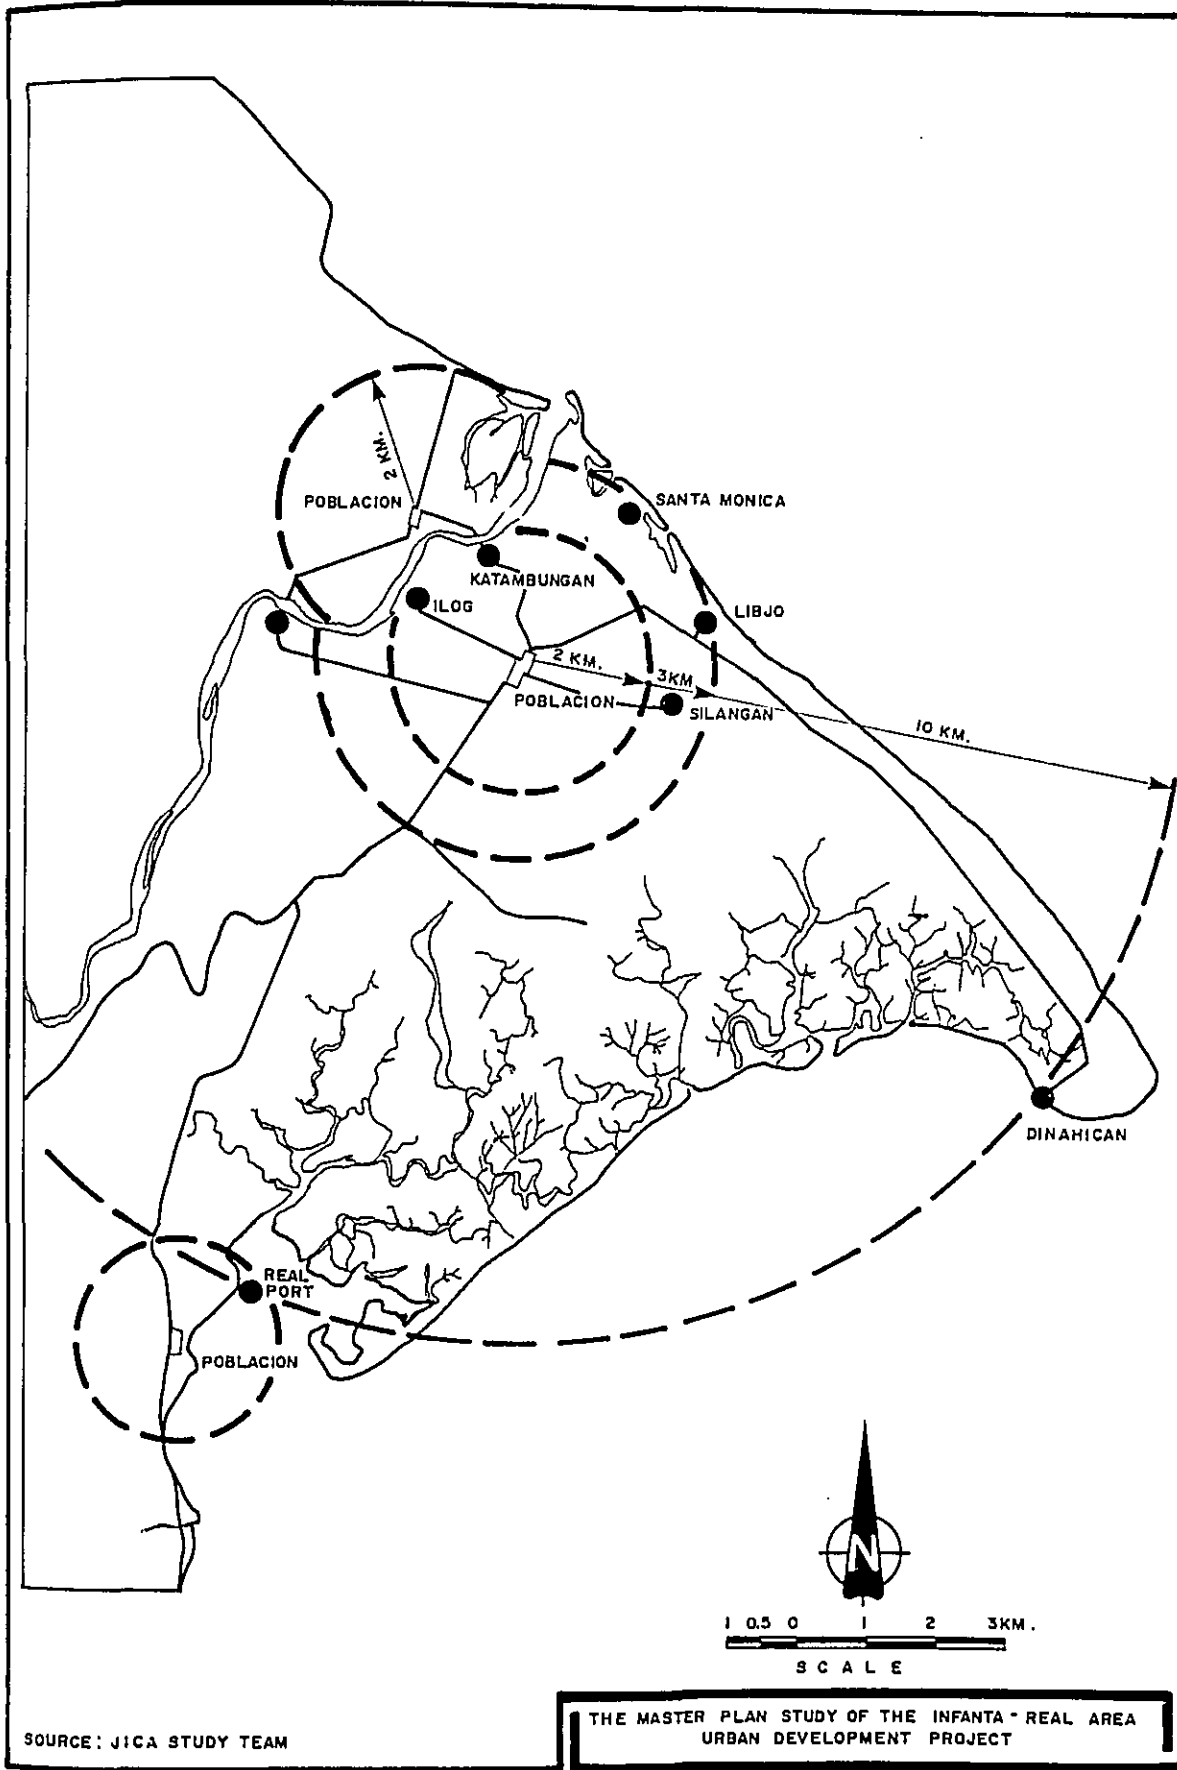 2 KM.
POBLACION
SANTA MONICA
KATAMBUNGAN
ILOG
LIBJO
2 KM.
3KM
POBLACION
SILANGAN
10 KM.
DINAHICAN
REAL
PORT
POBLACION
N
1 0.5 0 1 2 3KM.
SCALE
SOURCE: JICA STUDY TEAM
THE MASTER PLAN STUDY OF THE INFANTA - REAL AREA
URBAN DEVELOPMENT PROJECT